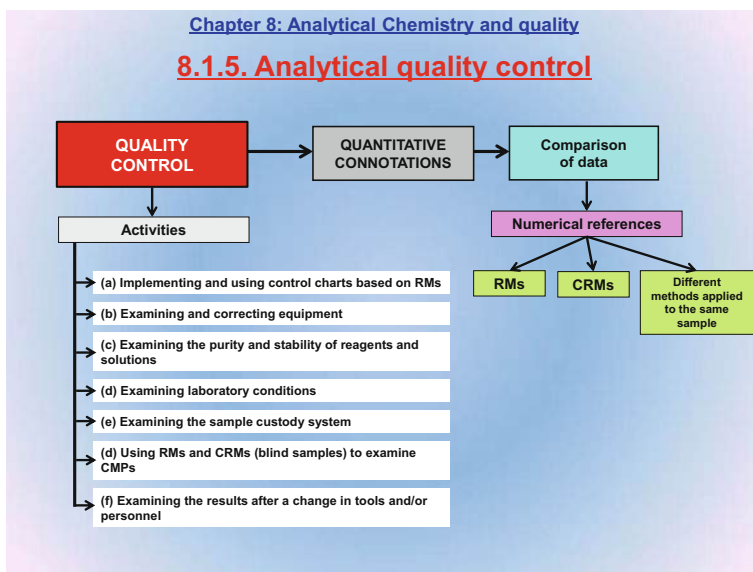 Chapter 8: Analytical Chemistry and quality
8.1.5. Analytical quality control
QUALITY
CONTROL
QUANTITATIVE
CONNOTATIONS
Comparison
of data
Activities
Numerical references
RMs
CRMs
Different
methods applied
to the same
sample
(a) Implementing and using control charts based on RMs
(b) Examining and correcting equipment
(c) Examining the purity and stability of reagents and
solutions
(d) Examining laboratory conditions
(e) Examining the sample custody system
(d) Using RMs and CRMs (blind samples) to examine
CMPs
(f) Examining the results after a change in tools and/or
personnel